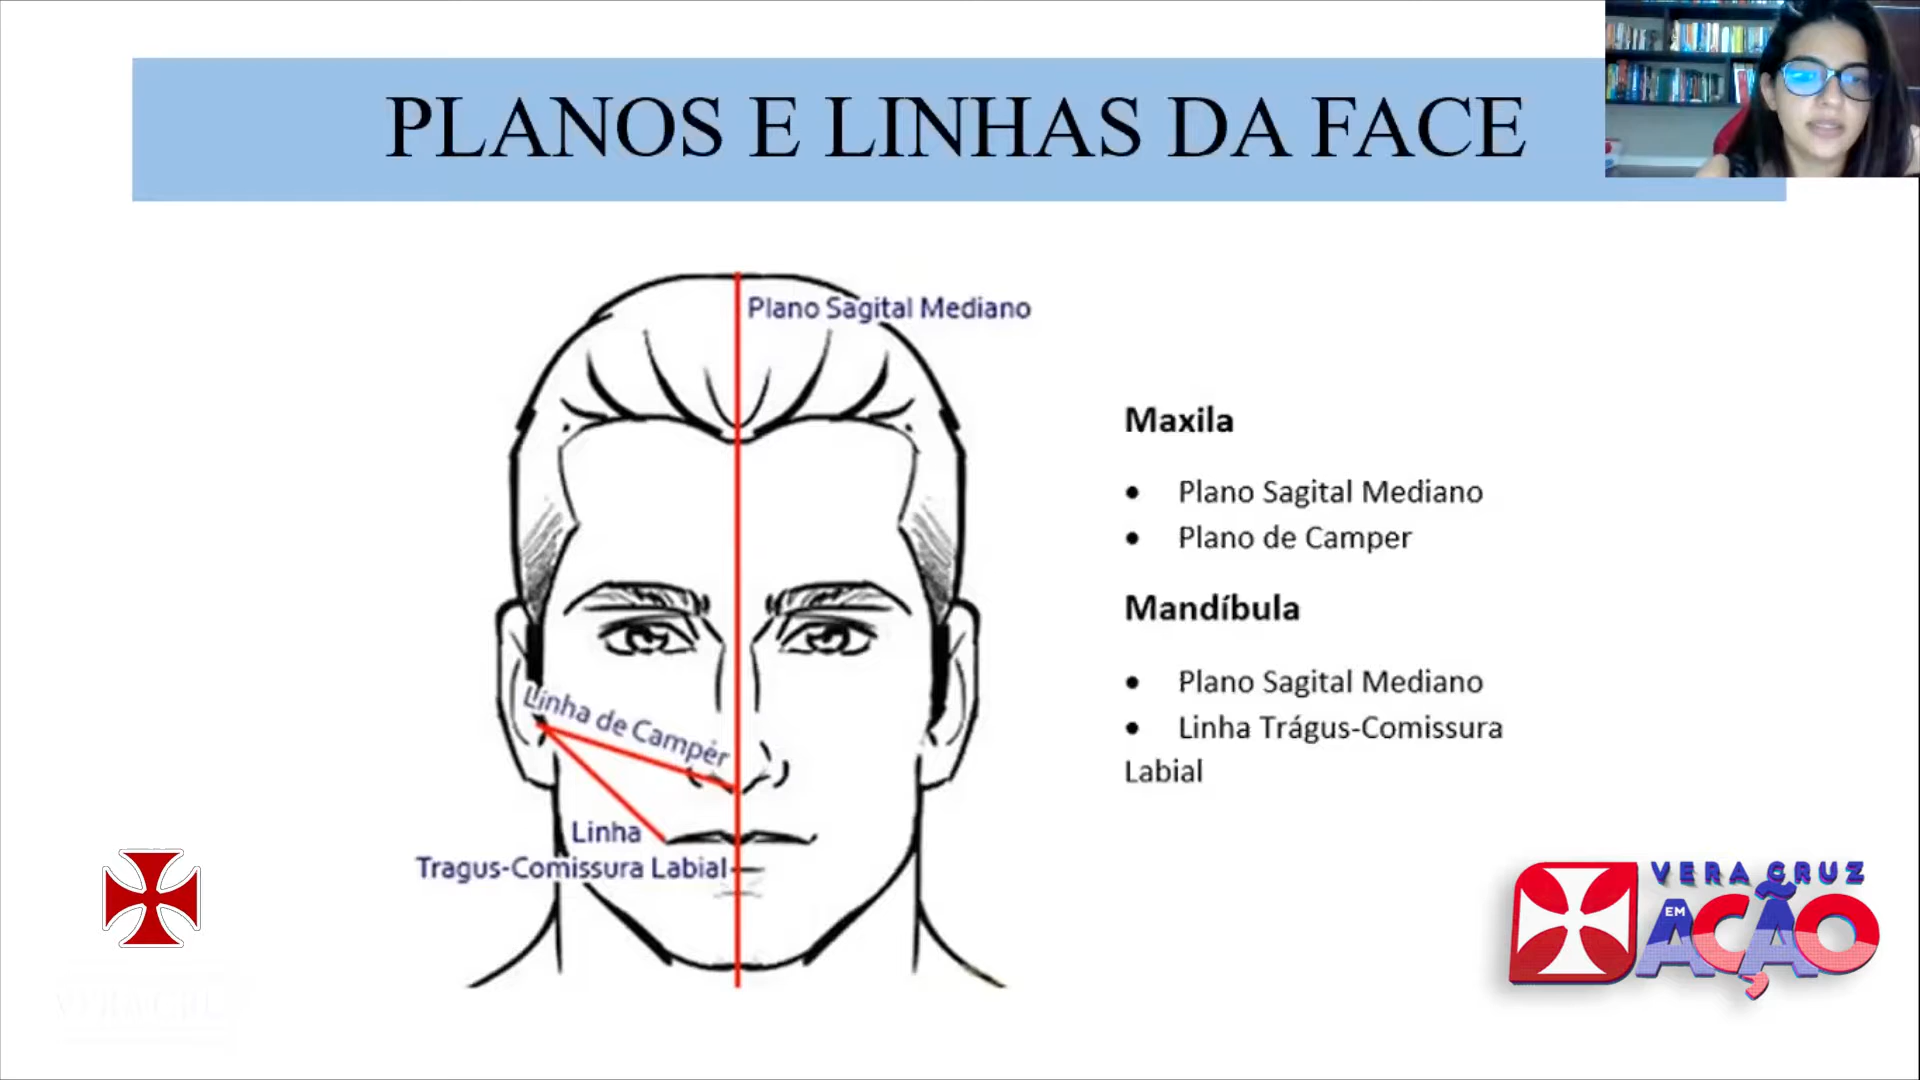 PLANOS E LINHAS DA FACE
Plano Sagital Mediano
Linha de Camper
Linha
Tragus-Comissura Labial
Maxila
• Plano Sagital Mediano
• Plano de Camper
Mandíbula
• Plano Sagital Mediano
• Linha Trágus-Comissura
Labial
VERA CRUZ
EM
AÇÃO